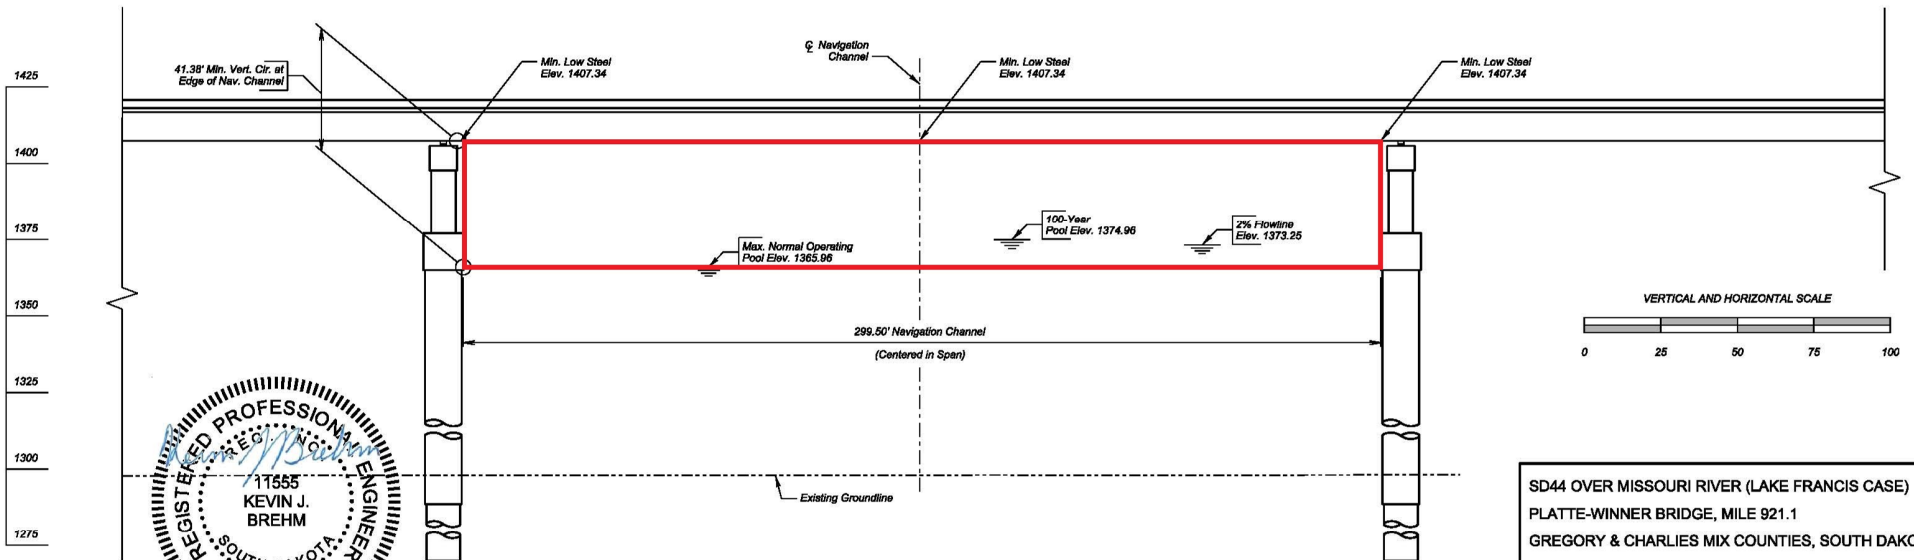 1425
1400
1375
1350
1325
1300
1275
41.38' Min. Vert. Clr. at
Edge of Nav. Channel
Min. Low Steel
Elev. 1407.34
℄ Navigation
Channel
Min. Low Steel
Elev. 1407.34
Min. Low Steel
Elev. 1407.34
Max. Normal Operating
Pool Elev. 1365.96
100-Year
Pool Elev. 1374.96
2% Flowline
Elev. 1373.25
299.50' Navigation Channel
(Centered in Span)
VERTICAL AND HORIZONTAL SCALE
0 25 50 75 100
Existing Groundline
REGISTERED PROFESSIONAL ENGINEER
REG. NO.
11555
KEVIN J.
BREHM
Kevin J Brehm
SD44 OVER MISSOURI RIVER (LAKE FRANCIS CASE)
PLATTE-WINNER BRIDGE, MILE 921.1
GREGORY & CHARLIES MIX COUNTIES, SOUTH